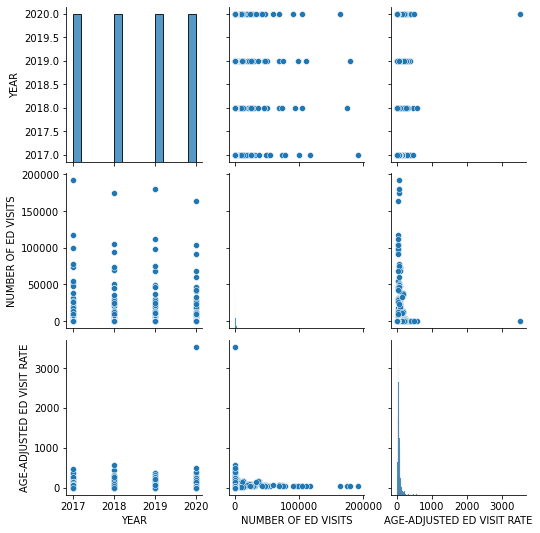 2020.0
2019.5
2019.0
2018.5
2018.0
2017.5
2017.0
YEAR
200000
150000
100000
50000
0
NUMBER OF ED VISITS
3000
2000
1000
0
AGE-ADJUSTED ED VISIT RATE
2017 2018 2019 2020
YEAR
0 100000 200000
NUMBER OF ED VISITS
0 1000 3000
AGE-ADJUSTED ED VISIT RATE